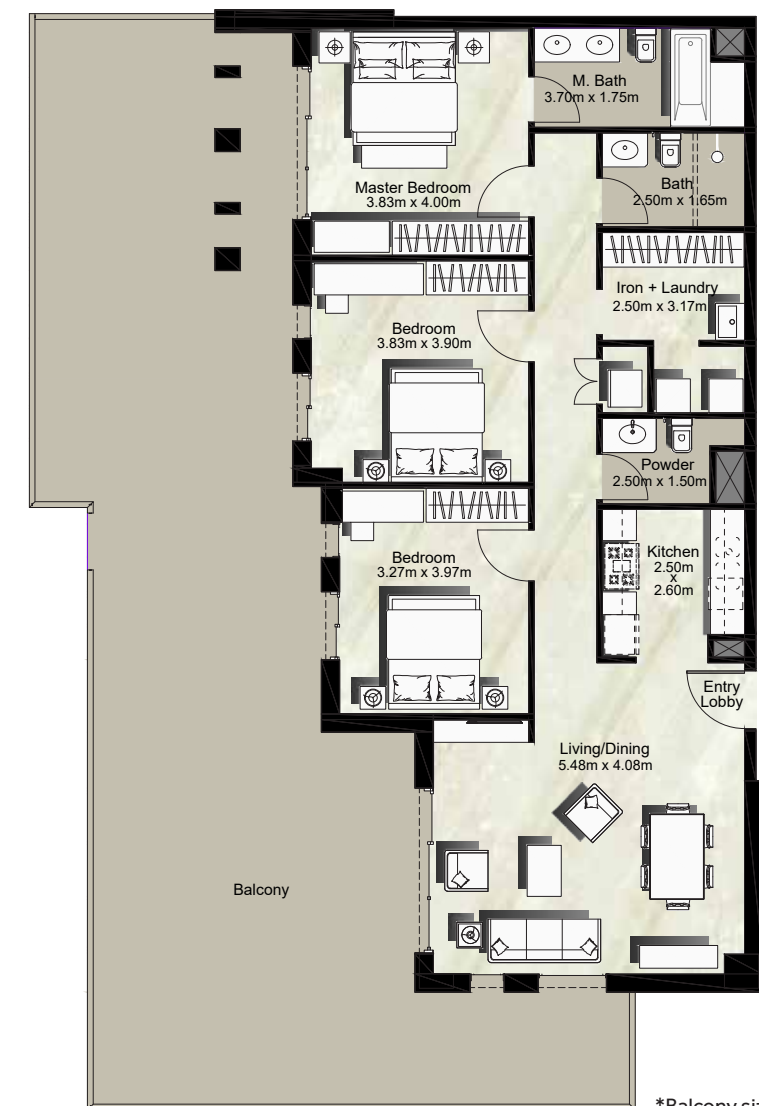 M. Bath
3.70m x 1.75m
Master Bedroom
3.83m x 4.00m
Bath
2.50m x 1.65m
Iron + Laundry
2.50m x 3.17m
Bedroom
3.83m x 3.90m
Powder
2.50m x 1.50m
Kitchen
2.50m
x
2.60m
Bedroom
3.27m x 3.97m
Entry
Lobby
Living/Dining
5.48m x 4.08m
Balcony
*Balcony